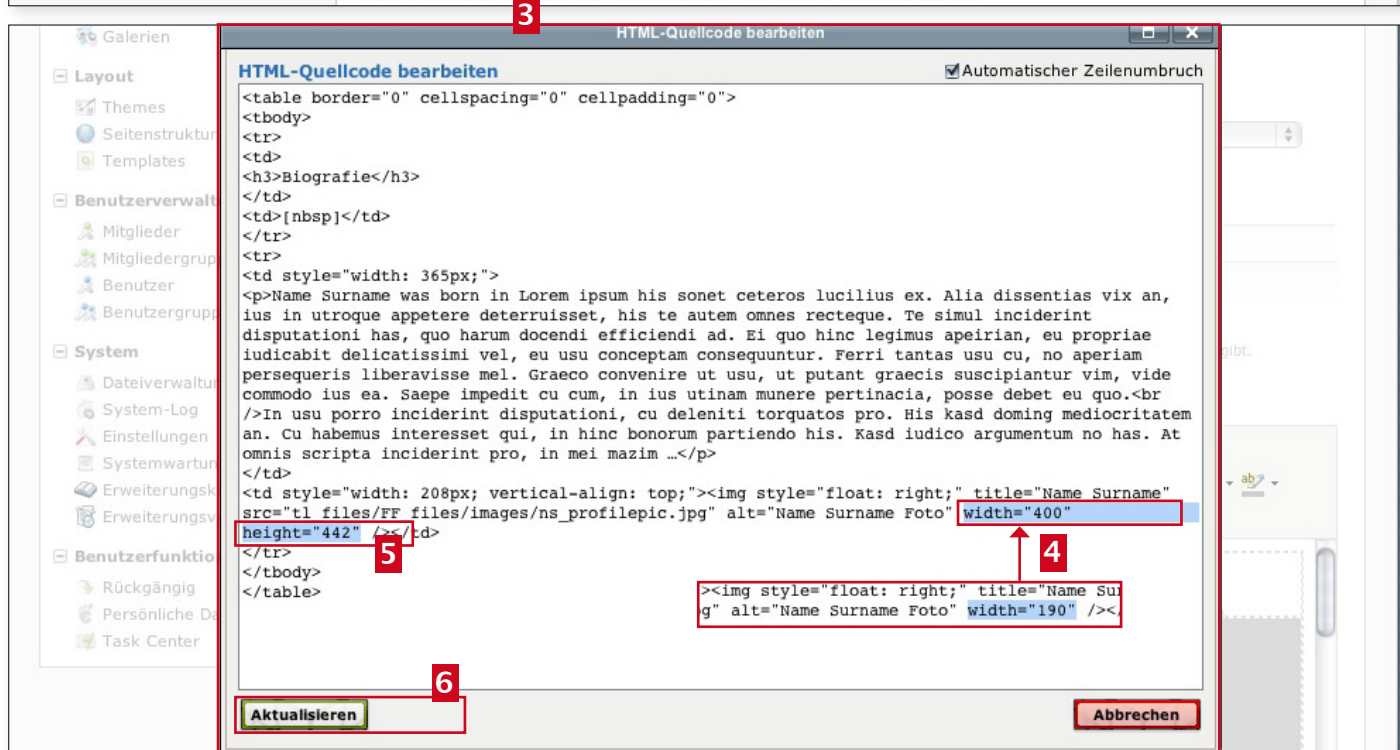 3
HTML-Quellcode bearbeiten
Galerien
Layout
Themes
Seitenstruktur
Templates
Benutzerverwalt
Mitglieder
Mitgliedergrup
Benutzer
Benutzergrupp
System
Dateiverwaltun
System-Log
Einstellungen
Systemwartun
Erweiterungsk
Erweiterungsv
Benutzerfunktio
Rückgängig
Persönliche Da
Task Center
HTML-Quellcode bearbeiten
Automatischer Zeilenumbruch
<table border="0" cellspacing="0" cellpadding="0">
<tbody>
<tr>
<td>
<h3>Biografie</h3>
</td>
<td>[nbsp]</td>
</tr>
<tr>
<td style="width: 365px;">
<p>Name Surname was born in Lorem ipsum his sonet ceteros lucilius ex. Alia dissentias vix an,
ius in utroque appetere deterruisset, his te autem omnes recteque. Te simul inciderint
disputationi has, quo harum docendi efficiendi ad. Ei quo hinc legimus apeirian, eu propriae
iudicabit delicatissimi vel, eu usu conceptam consequuntur. Ferri tantas usu cu, no aperiam
persequeris liberavisse mel. Graeco convenire ut usu, ut putant graecis suscipiantur vim, vide
commodo ius ea. Saepe impedit cu cum, in ius utinam munere pertinacia, posse debet eu quo.<br
/>In usu porro inciderint disputationi, cu deleniti torquatos pro. His kasd doming mediocritatem
an. Cu habemus interesset qui, in hinc bonorum partiendo his. Kasd iudico argumentum no has. At
omnis scripta inciderint pro, in mei mazim …</p>
</td>
<td style="width: 208px; vertical-align: top;"><img style="float: right;" title="Name Surname"
src="tl_files/FF_files/images/ns_profilepic.jpg" alt="Name Surname Foto" width="400"
height="442" /></td>
5
4
</tr>
</tbody>
</table>
><img style="float: right;" title="Name Sur
g" alt="Name Surname Foto" width="190" /></
6
Aktualisieren
Abbrechen
gibt.
ab